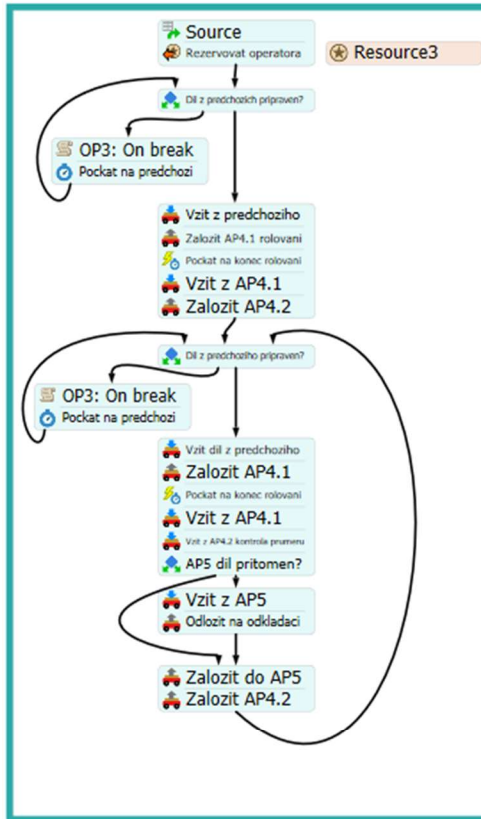 Source
Rezervovat operatora
Resource3
Dil z predchozich pripraven?
OP3: On break
Pockat na predchozi
Vzit z predchoziho
Zalozit AP4.1 rolovani
Pockat na konec rolovani
Vzit z AP4.1
Zalozit AP4.2
Dil z predchoziho pripraven?
OP3: On break
Pockat na predchozi
Vzit dil z predchoziho
Zalozit AP4.1
Pockat na konec rolovani
Vzit z AP4.1
Vzit z AP4.2 kontrola prumeru
AP5 dil pritomen?
Vzit z AP5
Odlozit na odkladaci
Zalozit do AP5
Zalozit AP4.2